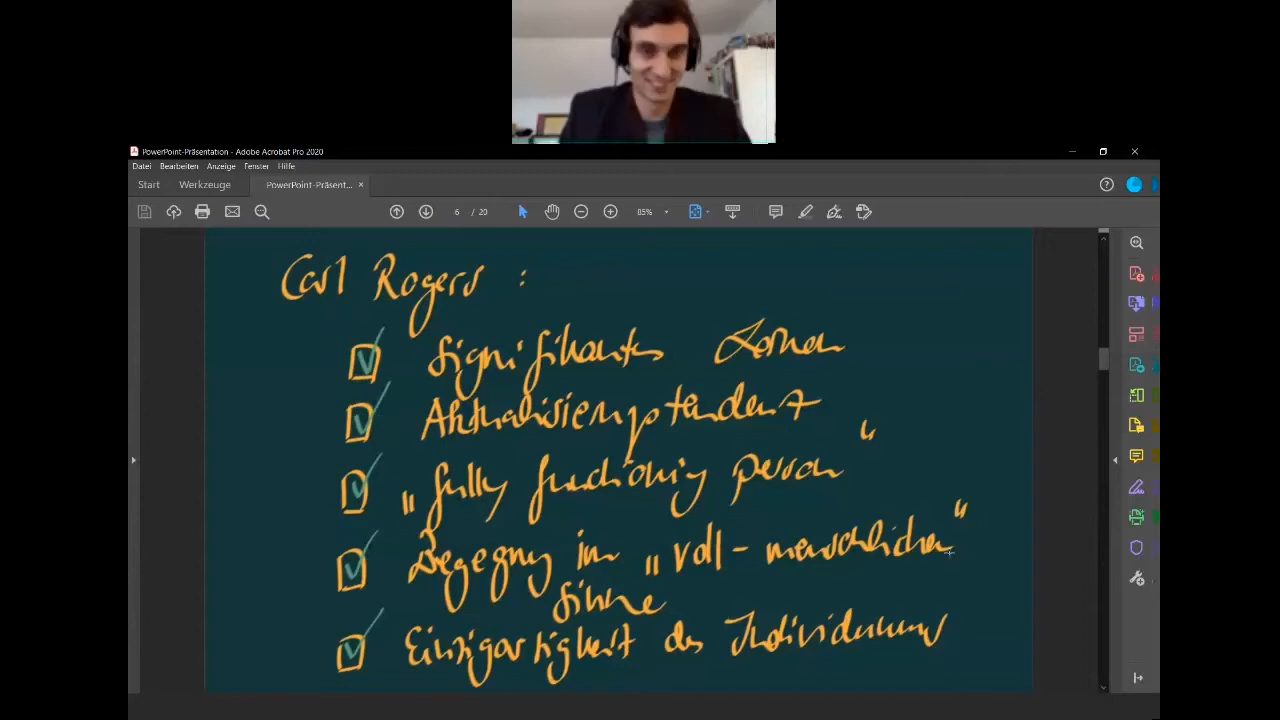 PowerPoint-Präsentation - Adobe Acrobat Pro 2020
Datei Bearbeiten Anzeige Fenster Hilfe
Start Werkzeuge PowerPoint-Präsent... ×
6 / 20 85%
Carl Rogers :
Signifikantes Lernen
Aktualisierungstendenz
„fully functioning person“
Begegnung im „voll-menschlichen“
Sinne
Einzigartigkeit des Individuums